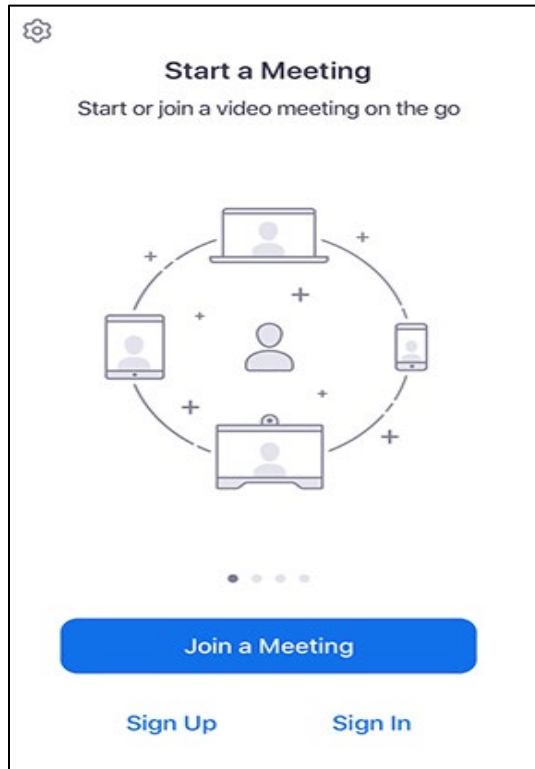 Start a Meeting
Start or join a video meeting on the go
Join a Meeting
Sign Up Sign In